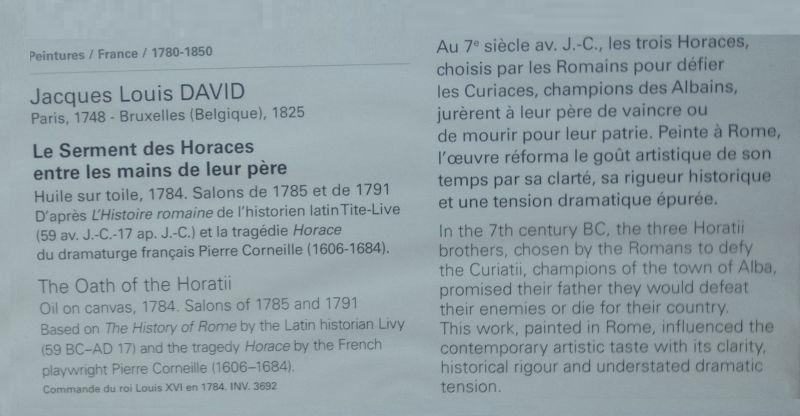 Peintures / France / 1780-1850
Jacques Louis DAVID
Paris, 1748 - Bruxelles (Belgique), 1825
Le Serment des Horaces
entre les mains de leur père
Huile sur toile, 1784. Salons de 1785 et de 1791
D'après L'Histoire romaine de l'historien latin Tite-Live
(59 av. J.-C.-17 ap. J.-C.) et la tragédie Horace
du dramaturge français Pierre Corneille (1606-1684).
The Oath of the Horatii
Oil on canvas, 1784. Salons of 1785 and 1791
Based on The History of Rome by the Latin historian Livy
(59 BC–AD 17) and the tragedy Horace by the French
playwright Pierre Corneille (1606–1684).
Commande du roi Louis XVI en 1784. INV. 3692
Au 7e siècle av. J.-C., les trois Horaces,
choisis par les Romains pour défier
les Curiaces, champions des Albains,
jurèrent à leur père de vaincre ou
de mourir pour leur patrie. Peinte à Rome,
l'œuvre réforma le goût artistique de son
temps par sa clarté, sa rigueur historique
et une tension dramatique épurée.
In the 7th century BC, the three Horatii
brothers, chosen by the Romans to defy
the Curiatii, champions of the town of Alba,
promised their father they would defeat
their enemies or die for their country.
This work, painted in Rome, influenced the
contemporary artistic taste with its clarity,
historical rigour and understated dramatic
tension.